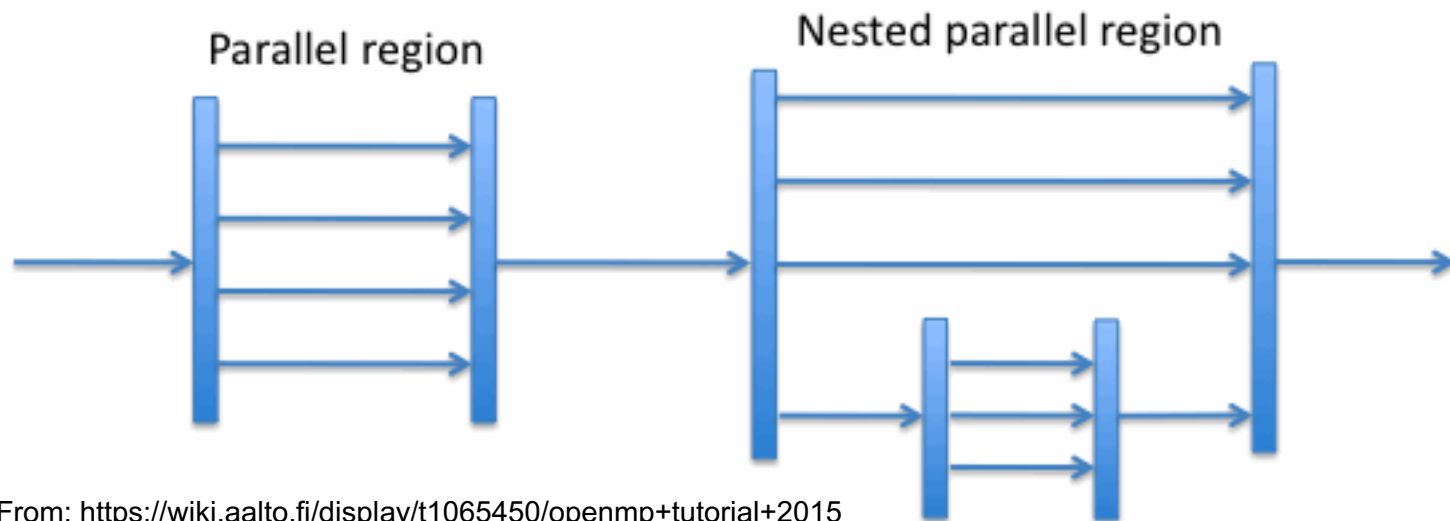 Parallel region
Nested parallel region
From: https://wiki.aalto.fi/display/t1065450/openmp+tutorial+2015